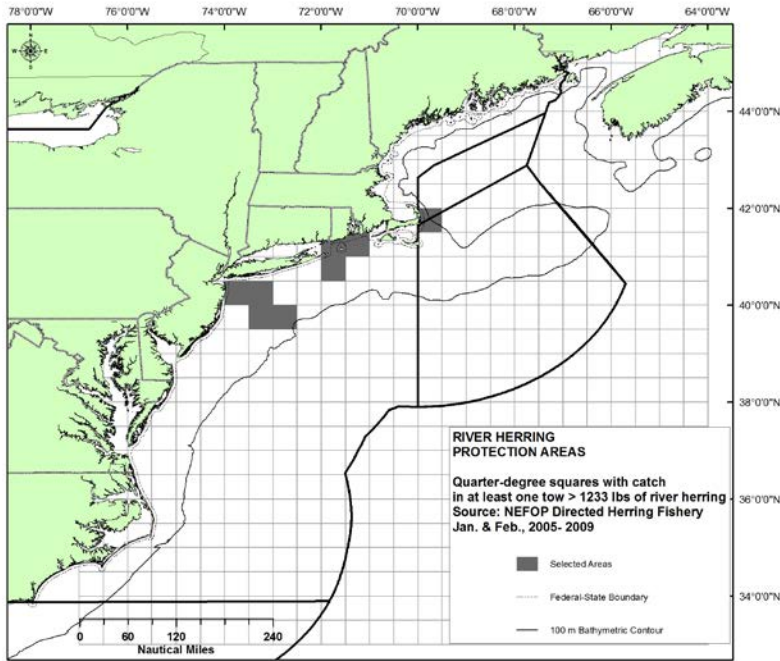 78°0'0"W 76°0'0"W 74°0'0"W 72°0'0"W 70°0'0"W 68°0'0"W 66°0'0"W 64°0'0"W
N
W E
S
44°0'0"N
42°0'0"N
40°0'0"N
38°0'0"N
36°0'0"N
34°0'0"N
RIVER HERRING
PROTECTION AREAS
Quarter-degree squares with catch
in at least one tow > 1233 lbs of river herring
Source: NEFOP Directed Herring Fishery
Jan. & Feb., 2005- 2009
Selected Areas
Federal-State Boundary
100 m Bathymetric Contour
0 60 120 240
Nautical Miles